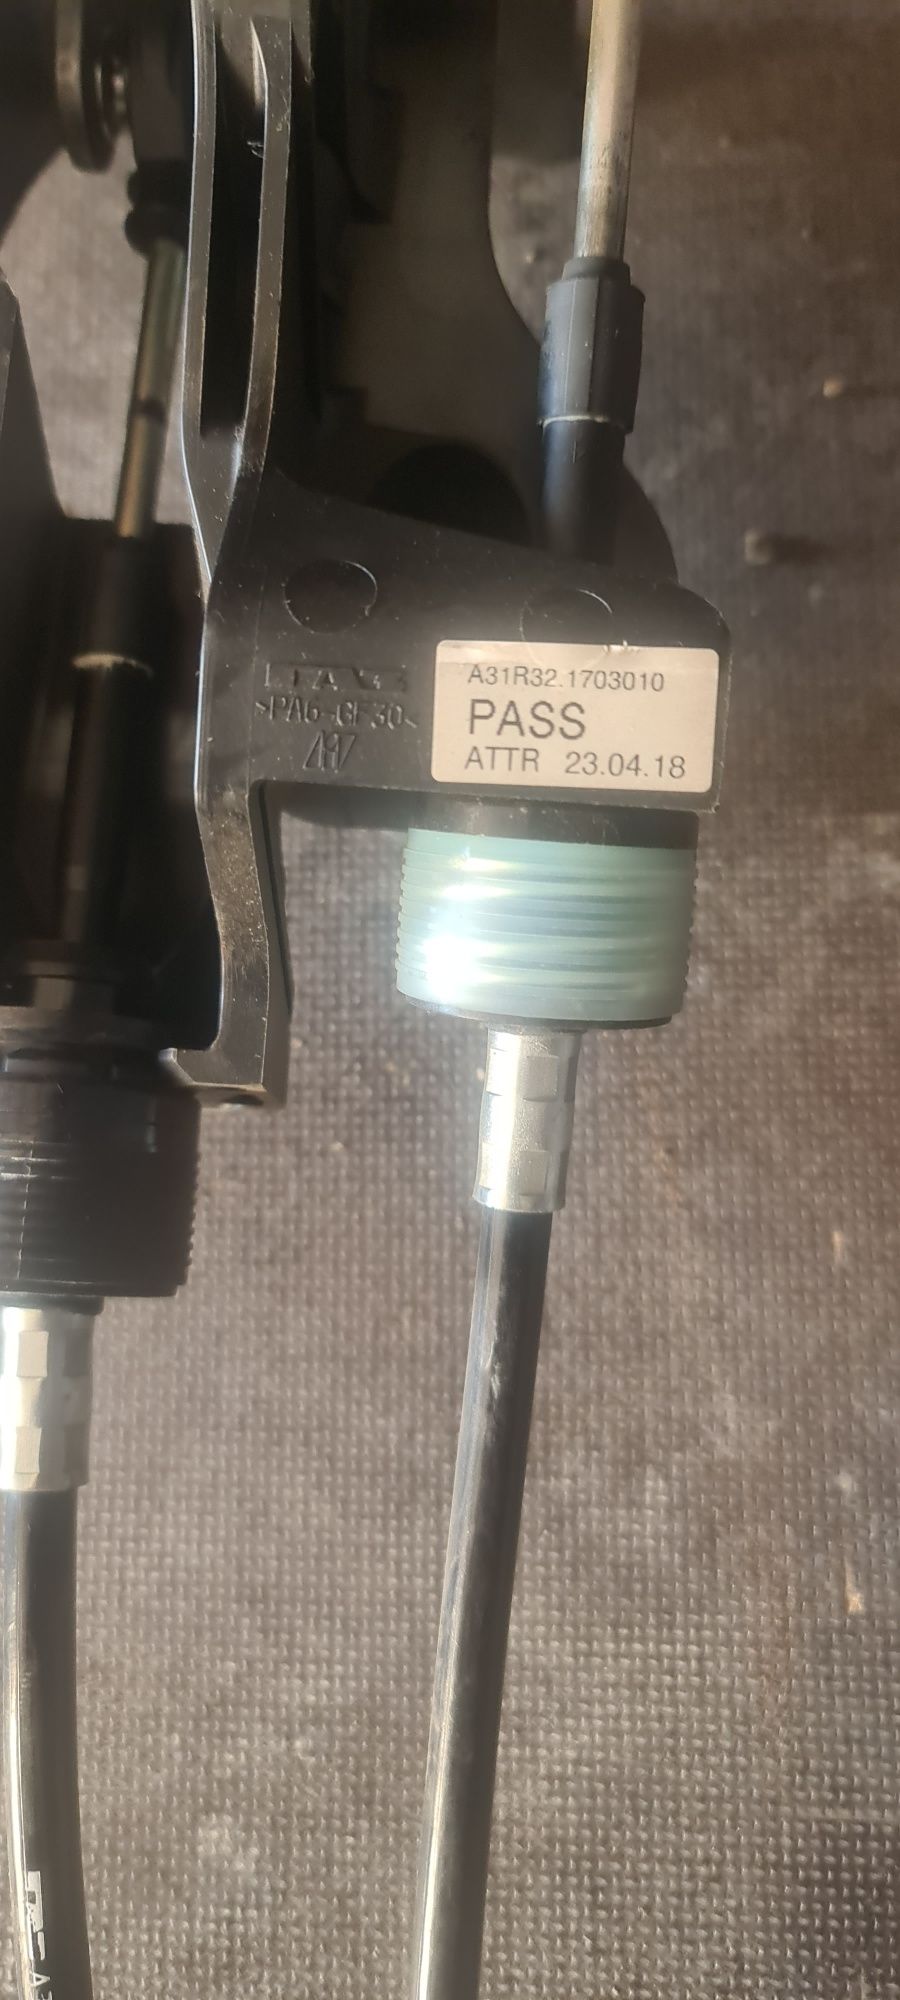 A31R32.1703010
PASS
ATTR 23.04.18
>PA6-GF30<